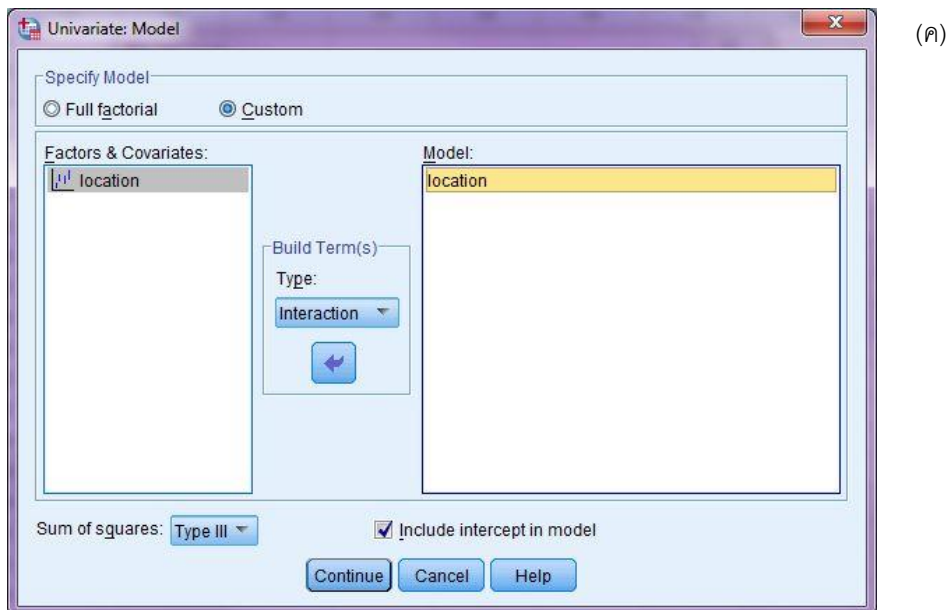 Univariate: Model
(ค)
Specify Model
Full factorial
Custom
Factors & Covariates:
Model:
location
location
Build Term(s)
Type:
Interaction
Sum of squares:
Type III
Include intercept in model
Continue
Cancel
Help